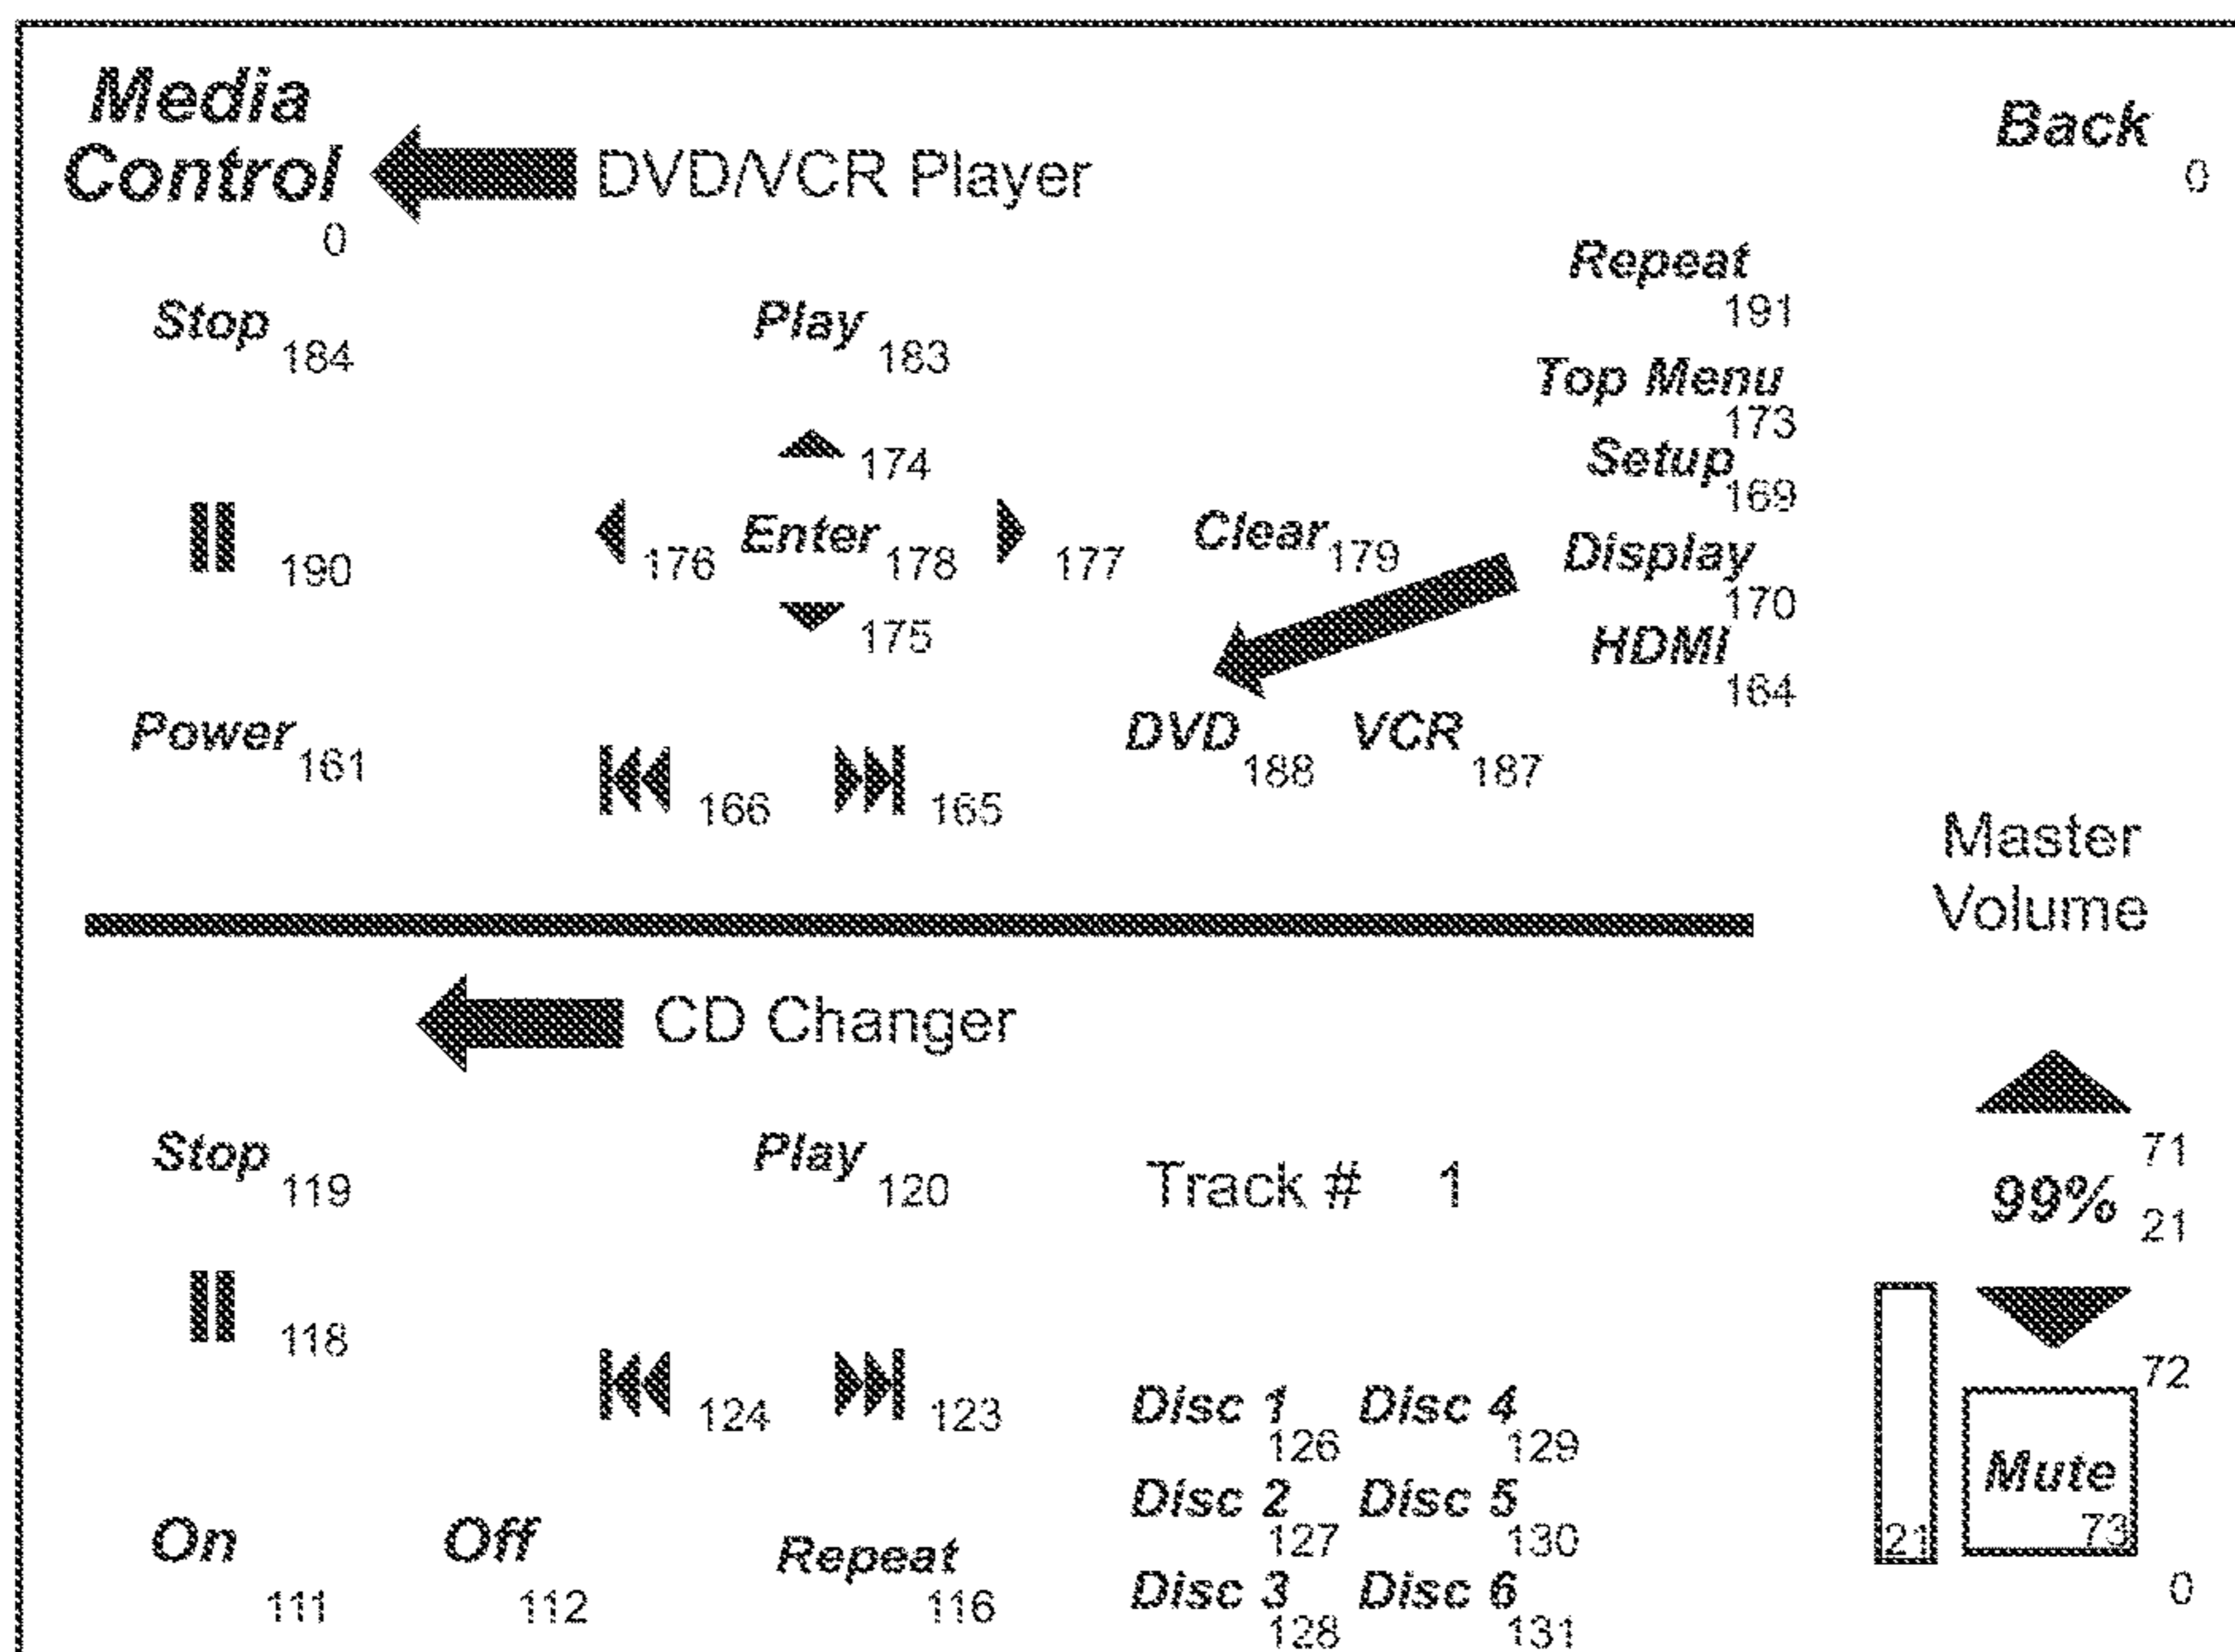 Media
Control
0
DVD/VCR Player
Back
0
Stop 184
Play 183
Repeat 191
Top Menu 173
174
Setup 169
190
176
Enter 178
177
Clear 179
Display 170
175
HDMI 164
Power 161
166
165
DVD 188
VCR 187
Master
Volume
CD Changer
Stop 119
Play 120
Track # 1
71
99% 21
118
72
124
123
Disc 1 126
Disc 4 129
Mute 73
21
Disc 2 127
Disc 5 130
On 111
Off 112
Repeat 116
Disc 3 128
Disc 6 131
0